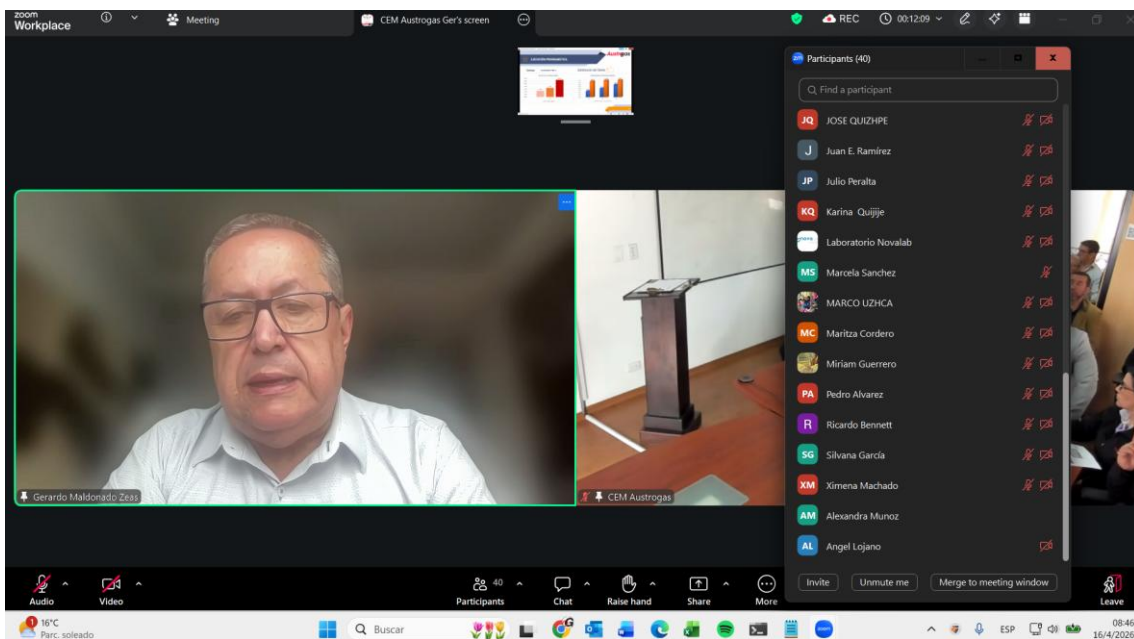 zoom
Workplace
Meeting
CEM Austrogas Ger's screen
REC
00:12:09
Participants (40)
Find a participant
JQ JOSE QUIZHPE
J Juan E. Ramírez
JP Julio Peralta
KQ Karina Quijije
Laboratorio Novalab
MS Marcela Sanchez
MARCO UZHCA
MC Maritza Cordero
Miriam Guerrero
PA Pedro Alvarez
R Ricardo Bennett
SG Silvana García
XM Ximena Machado
AM Alexandra Munoz
AL Angel Lojano
Invite
Unmute me
Merge to meeting window
Gerardo Maldonado Zeas
CEM Austrogas
Audio
Video
40
Participants
Chat
Raise hand
Share
More
Leave
1
16°C
Parc. soleado
Buscar
ESP
08:46